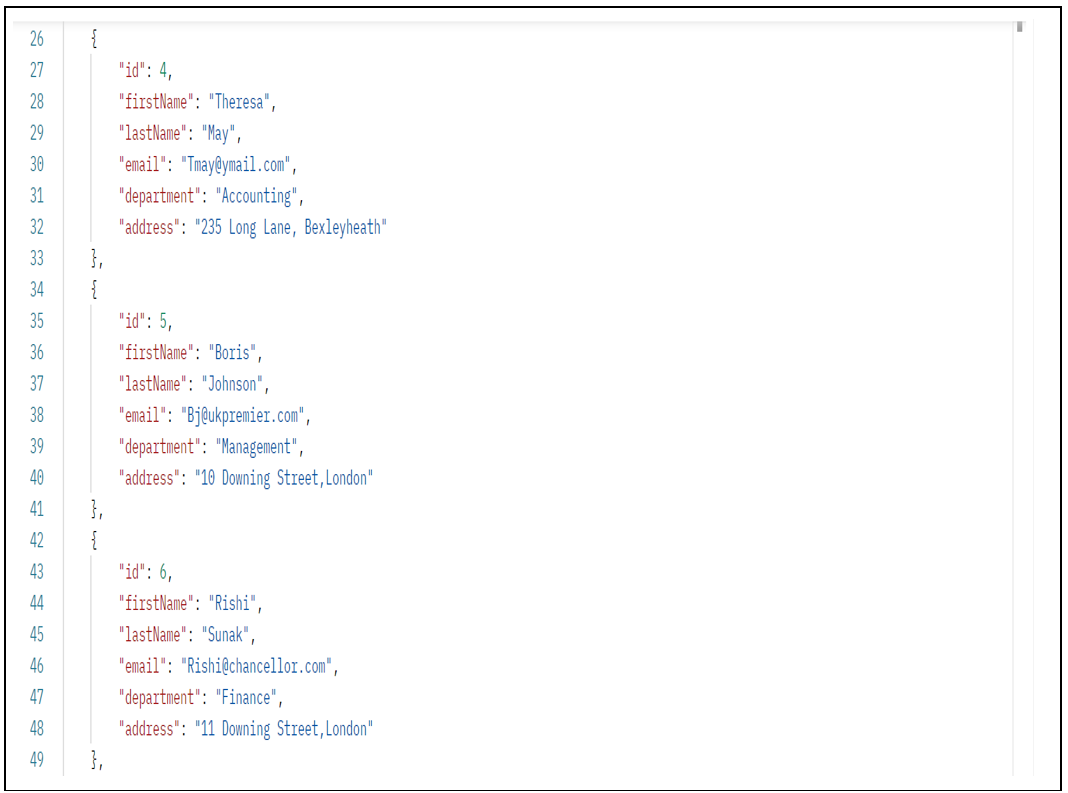 26 {
27 "id": 4,
28 "firstName": "Theresa",
29 "lastName": "May",
30 "email": "Tmay@ymail.com",
31 "department": "Accounting",
32 "address": "235 Long Lane, Bexleyheath"
33 },
34 {
35 "id": 5,
36 "firstName": "Boris",
37 "lastName": "Johnson",
38 "email": "Bj@ukpremier.com",
39 "department": "Management",
40 "address": "10 Downing Street,London"
41 },
42 {
43 "id": 6,
44 "firstName": "Rishi",
45 "lastName": "Sunak",
46 "email": "Rishi@chancellor.com",
47 "department": "Finance",
48 "address": "11 Downing Street,London"
49 },